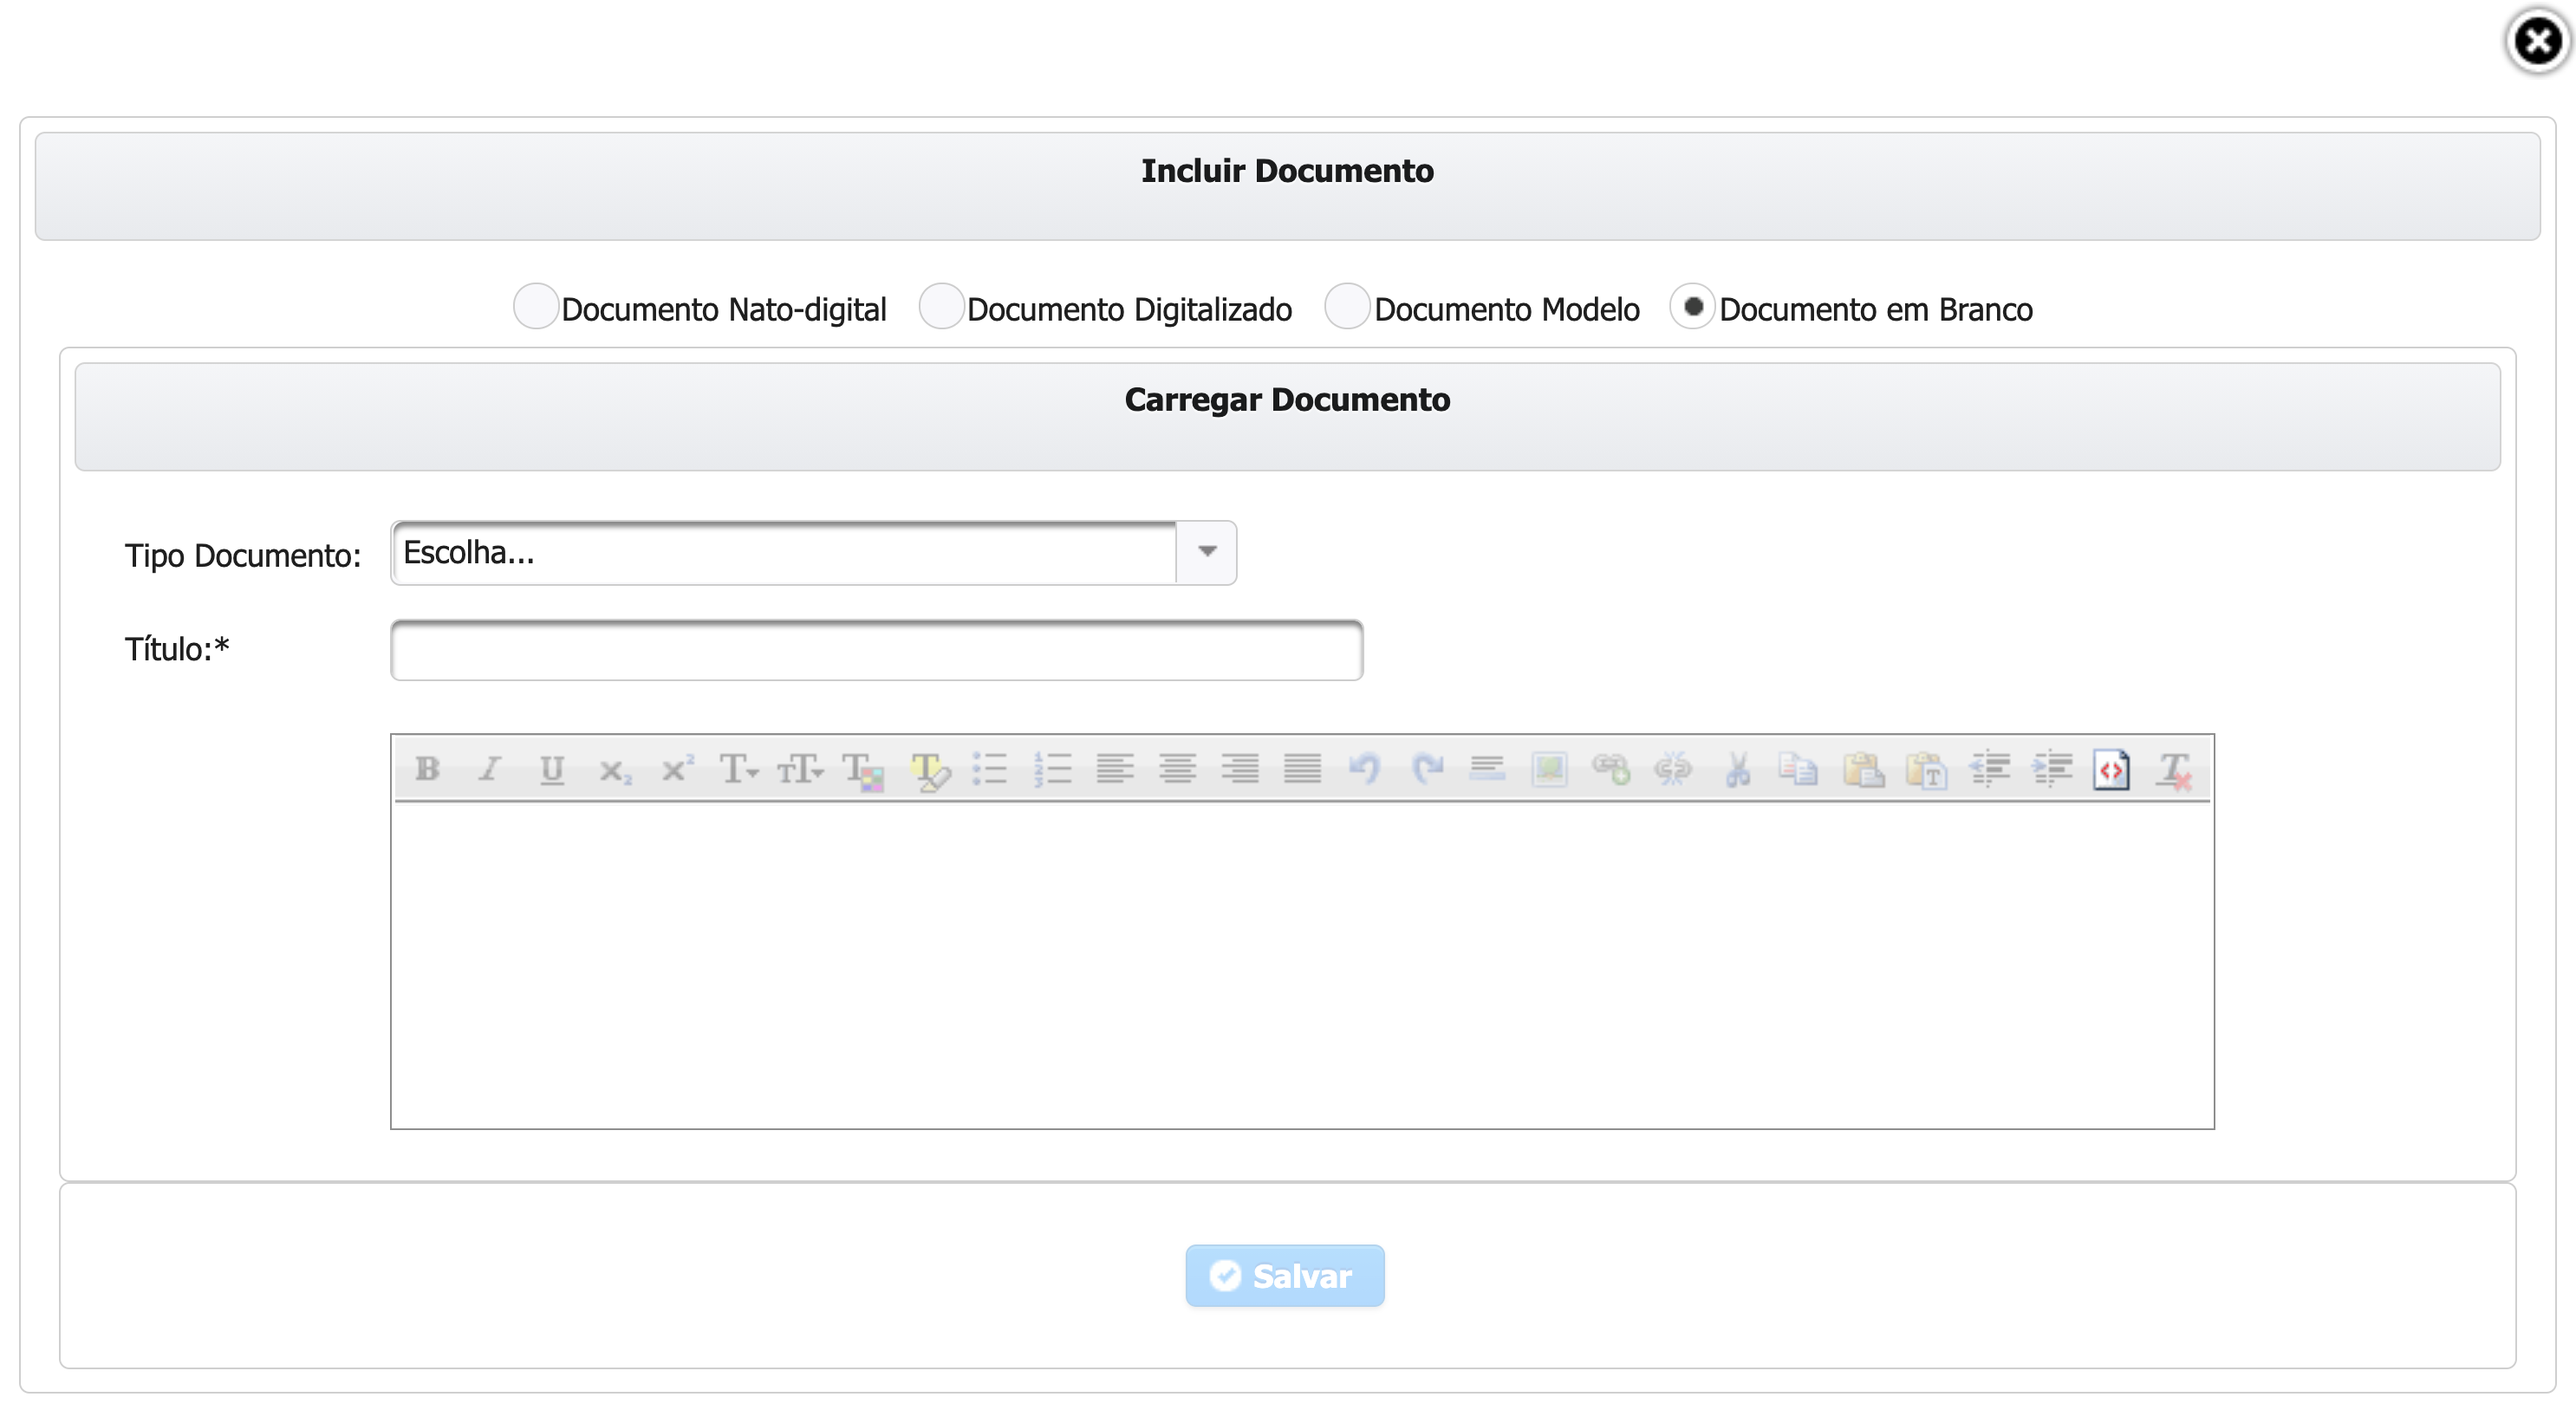 Incluir Documento
Documento Nato-digital Documento Digitalizado Documento Modelo Documento em Branco
Carregar Documento
Tipo Documento: Escolha...
Título:*
Salvar